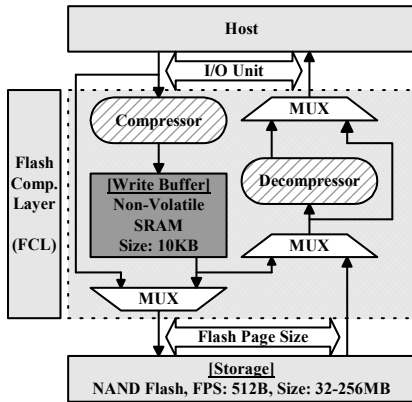 Host
I/O Unit
MUX
Compressor
Flash
Comp.
Layer
(FCL)
Decompressor
[Write Buffer]
Non-Volatile
SRAM
Size: 10KB
MUX
MUX
Flash Page Size
[Storage]
NAND Flash, FPS: 512B, Size: 32-256MB